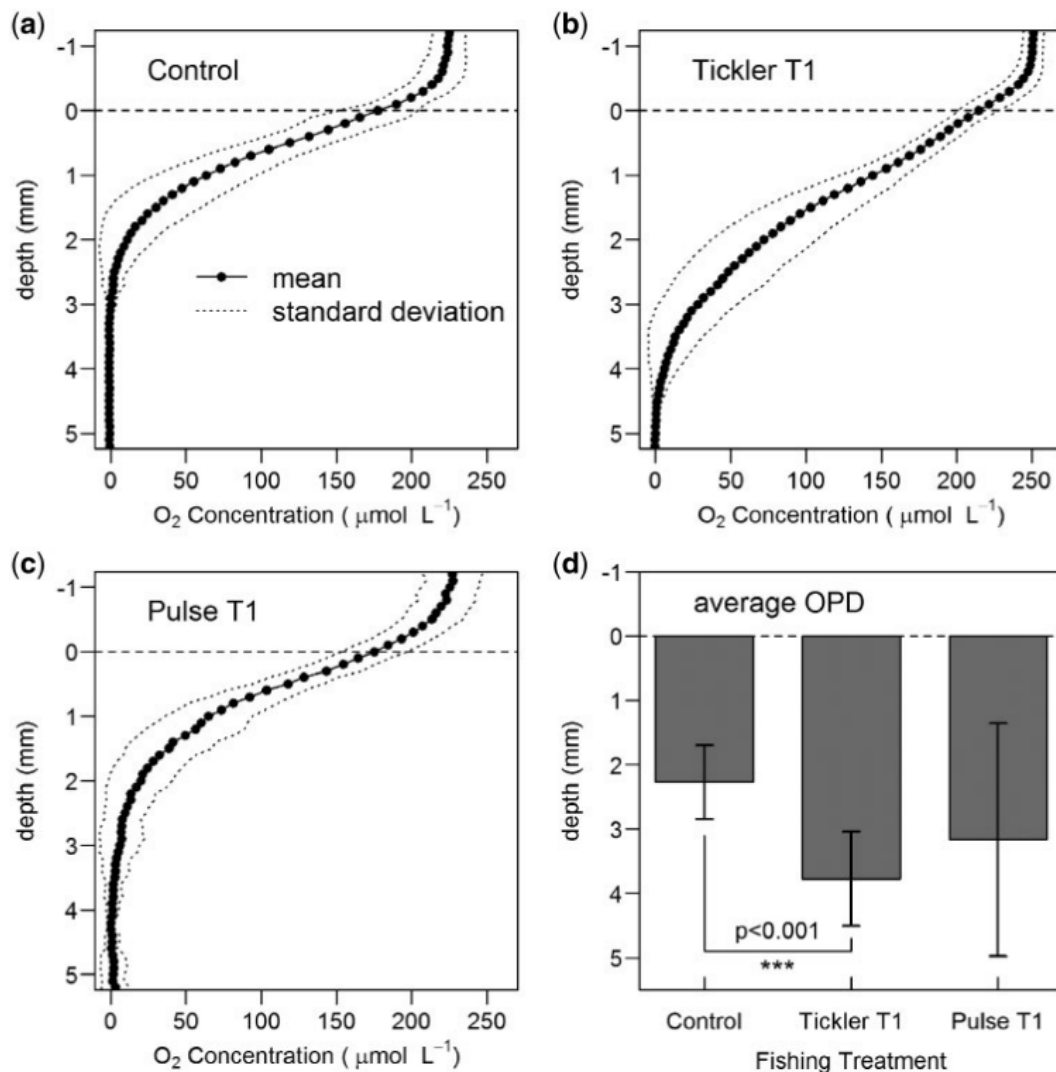 (a)
Control
mean
standard deviation
-1
0
1
2
3
4
5
depth (mm)
0 50 100 150 200 250
O₂ Concentration ( μmol L⁻¹)
(b)
Tickler T1
-1
0
1
2
3
4
5
depth (mm)
0 50 100 150 200 250
O₂ Concentration ( μmol L⁻¹)
(c)
Pulse T1
-1
0
1
2
3
4
5
depth (mm)
0 50 100 150 200 250
O₂ Concentration ( μmol L⁻¹)
(d)
average OPD
-1
0
1
2
3
4
5
depth (mm)
p<0.001
***
Control Tickler T1 Pulse T1
Fishing Treatment